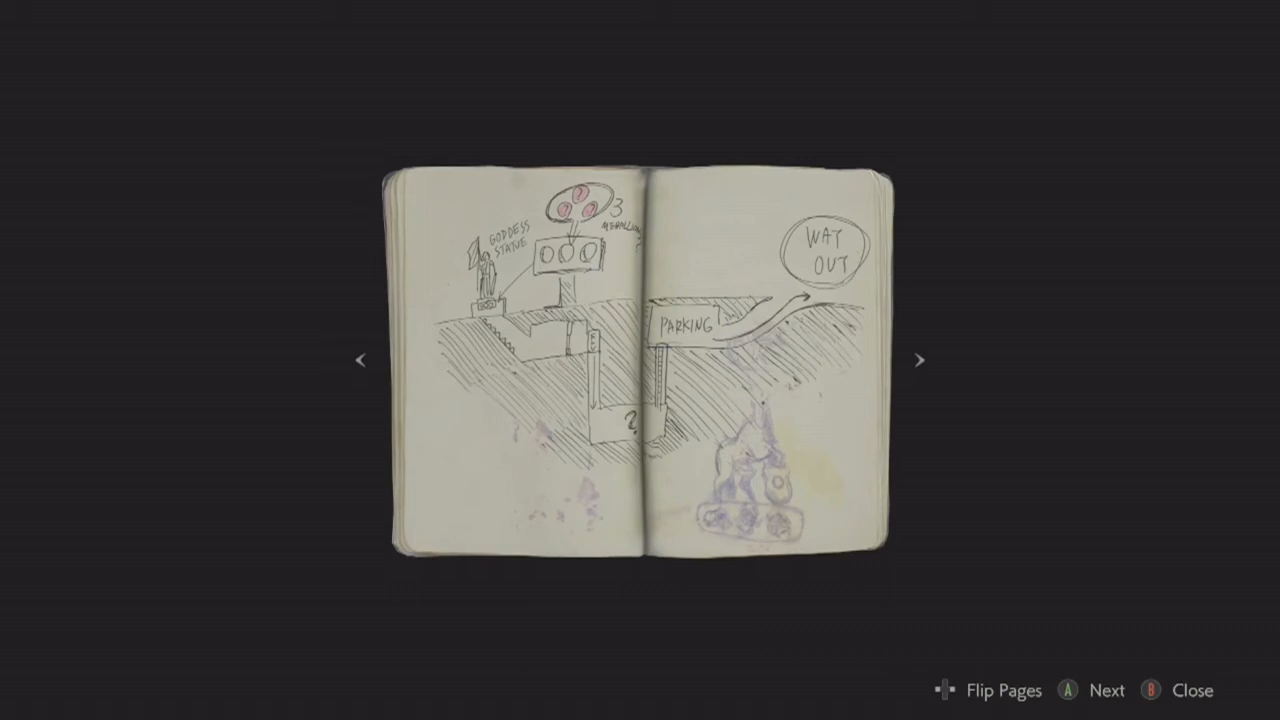 3
MEDALLIONS
?
GODDESS
STATUE
?
PARKING
WAY
OUT
Flip Pages A Next B Close